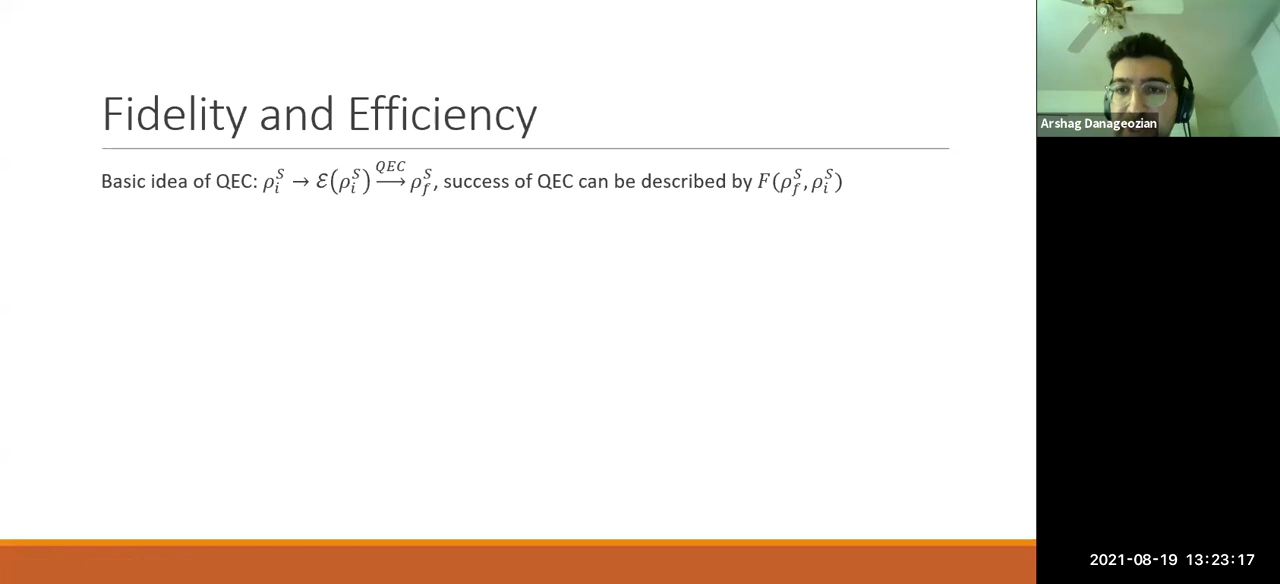 Fidelity and Efficiency
Basic idea of QEC: ρ_i^S → ℰ(ρ_i^S) —QEC→ ρ_f^S, success of QEC can be described by F(ρ_f^S, ρ_i^S)
Arshag Danageozian
2021-08-19 13:23:17